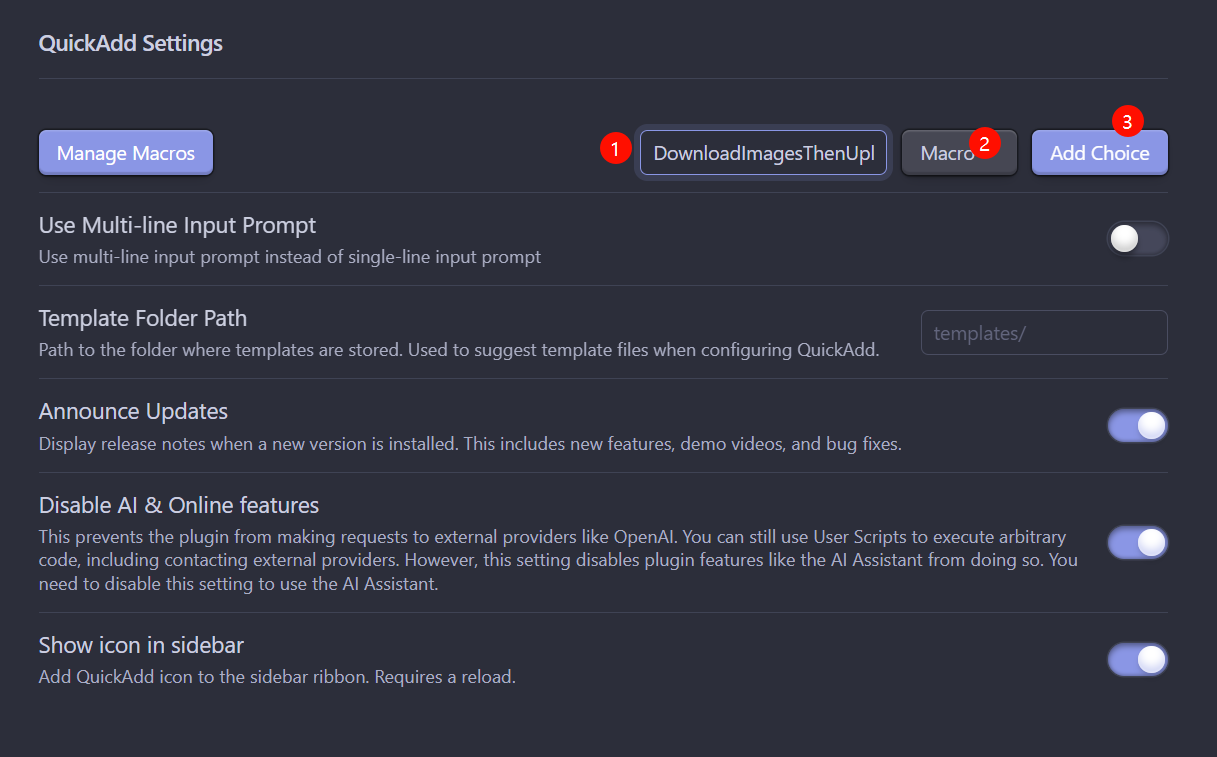 QuickAdd Settings
Manage Macros
1
DownloadImagesThenUpl
Macro
2
3
Add Choice
Use Multi-line Input Prompt
Use multi-line input prompt instead of single-line input prompt
Template Folder Path
Path to the folder where templates are stored. Used to suggest template files when configuring QuickAdd.
templates/
Announce Updates
Display release notes when a new version is installed. This includes new features, demo videos, and bug fixes.
Disable AI & Online features
This prevents the plugin from making requests to external providers like OpenAI. You can still use User Scripts to execute arbitrary
code, including contacting external providers. However, this setting disables plugin features like the AI Assistant from doing so. You
need to disable this setting to use the AI Assistant.
Show icon in sidebar
Add QuickAdd icon to the sidebar ribbon. Requires a reload.